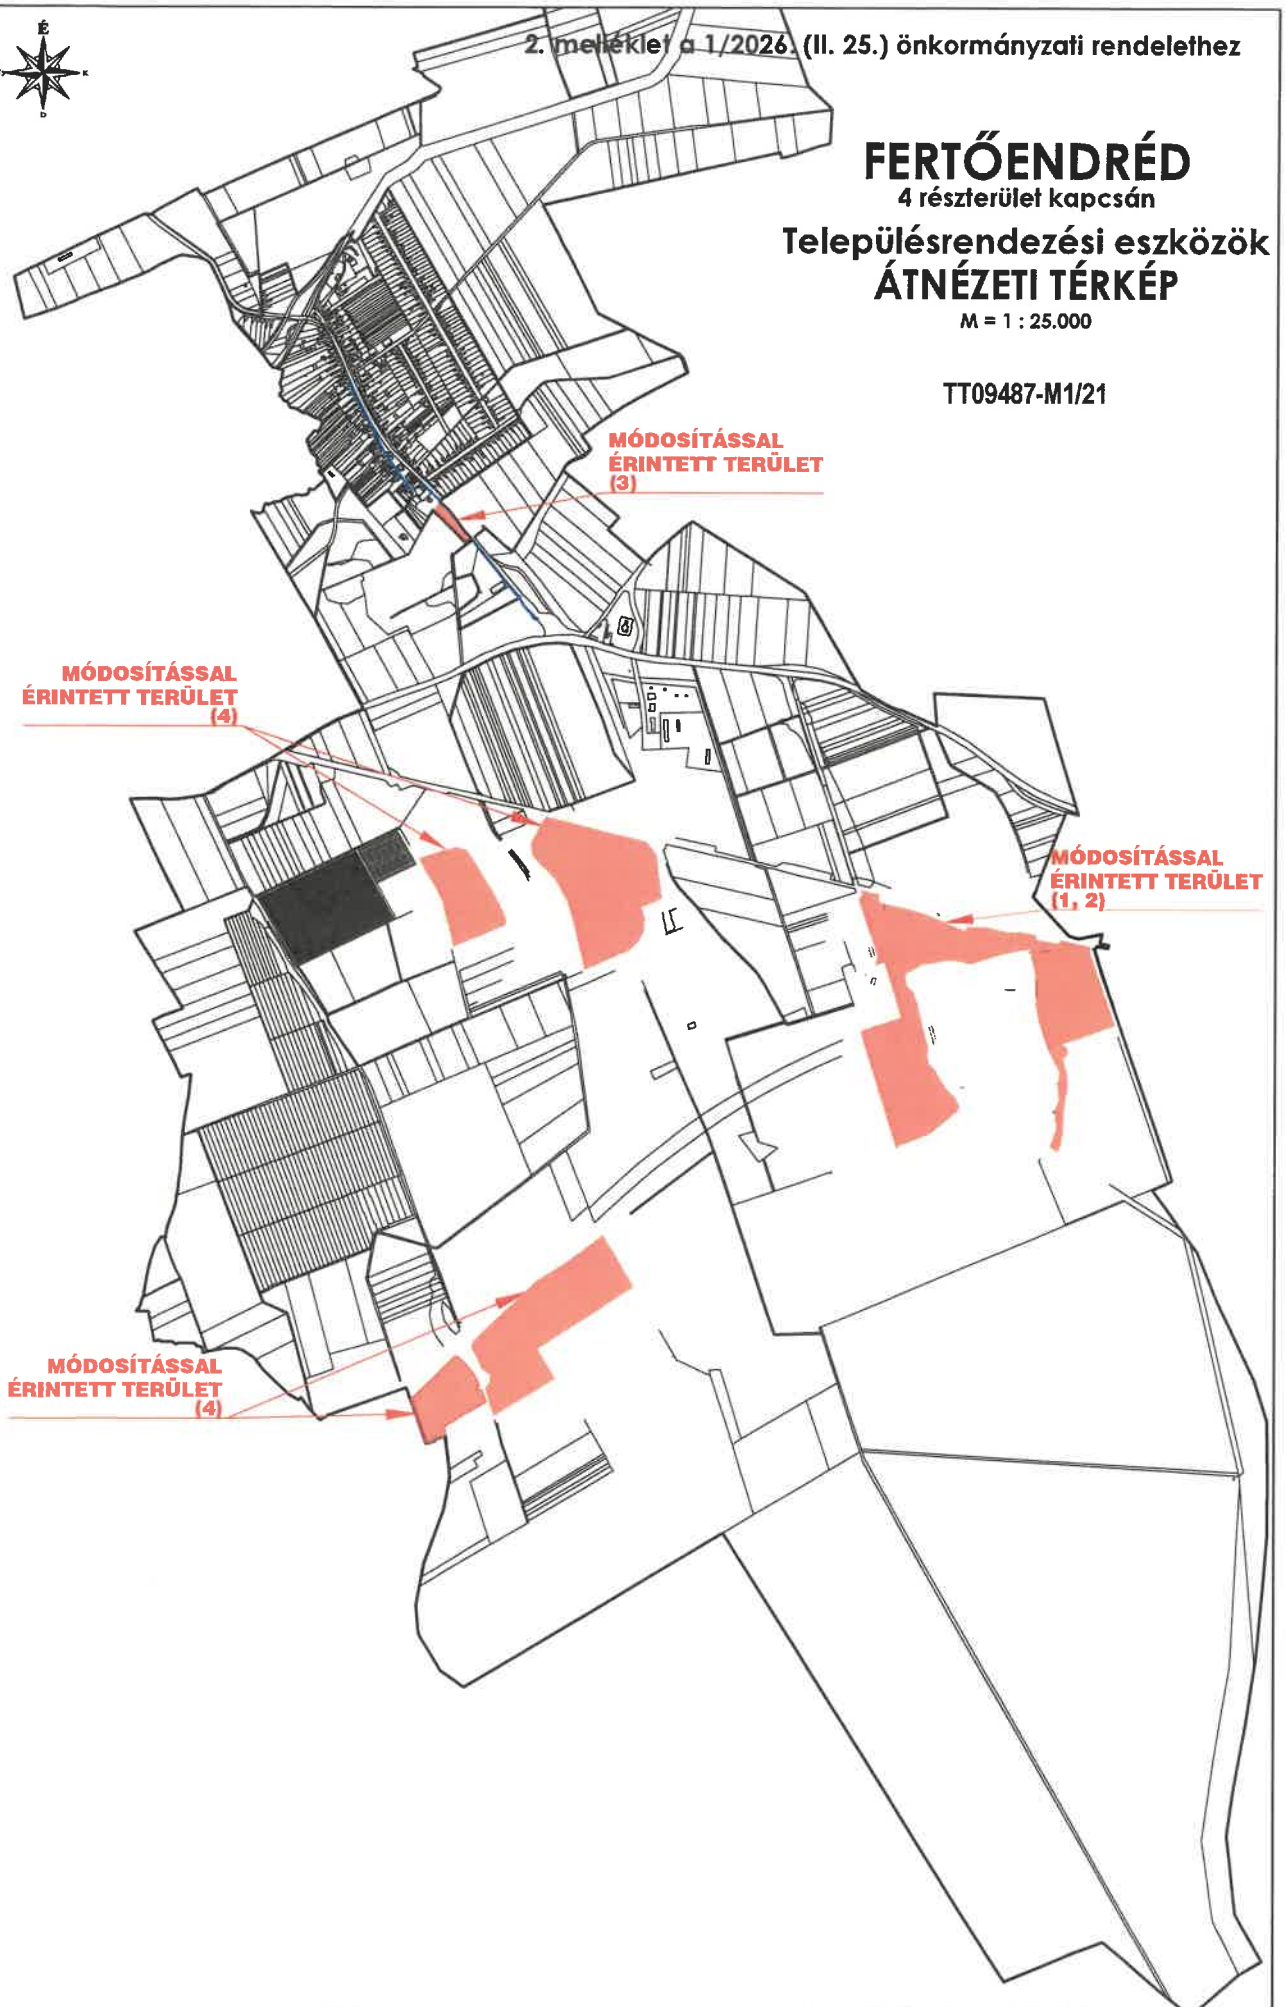 É
K
D
2. melléklet a 1/2026. (II. 25.) önkormányzati rendelethez
FERTŐENDRÉD
4 részterület kapcsán
Településrendezési eszközök
ÁTNÉZETI TÉRKÉP
M = 1 : 25.000
TT09487-M1/21
MÓDOSÍTÁSSAL
ÉRINTETT TERÜLET
(3)
MÓDOSÍTÁSSAL
ÉRINTETT TERÜLET
(4)
MÓDOSÍTÁSSAL
ÉRINTETT TERÜLET
(1, 2)
MÓDOSÍTÁSSAL
ÉRINTETT TERÜLET
(4)